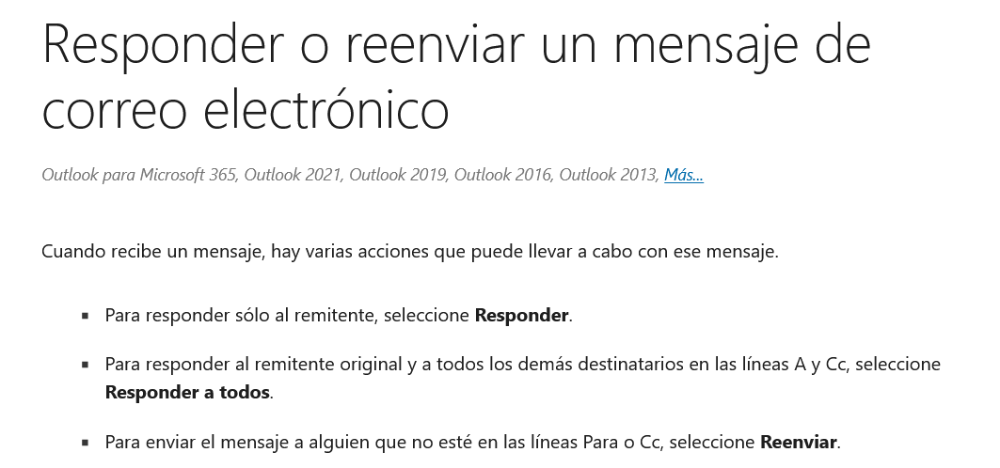 Responder o reenviar un mensaje de
correo electrónico
Outlook para Microsoft 365, Outlook 2021, Outlook 2019, Outlook 2016, Outlook 2013, Más...
Cuando recibe un mensaje, hay varias acciones que puede llevar a cabo con ese mensaje.
▪ Para responder sólo al remitente, seleccione Responder.
▪ Para responder al remitente original y a todos los demás destinatarios en las líneas A y Cc, seleccione
Responder a todos.
▪ Para enviar el mensaje a alguien que no esté en las líneas Para o Cc, seleccione Reenviar.